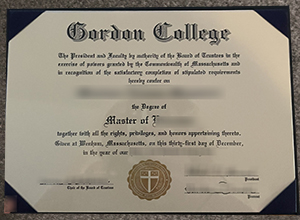 Gordon College
The President and Faculty by authority of the Board of Trustees in the
exercise of powers granted by the Commonwealth of Massachusetts and
in recognition of the satisfactory completion of stipulated requirements
hereby confer on
the Degree of
Master of
together with all the rights, privileges, and honors appertaining thereto.
Given at Wenham, Massachusetts, on this thirty-first day of December,
in the year of our
President
Clerk of the Board of Trustees